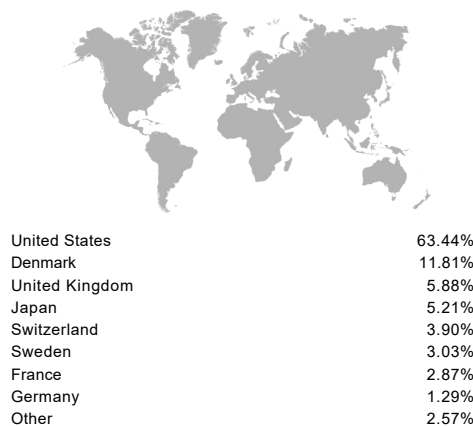 United States 63.44%
Denmark 11.81%
United Kingdom 5.88%
Japan 5.21%
Switzerland 3.90%
Sweden 3.03%
France 2.87%
Germany 1.29%
Other 2.57%